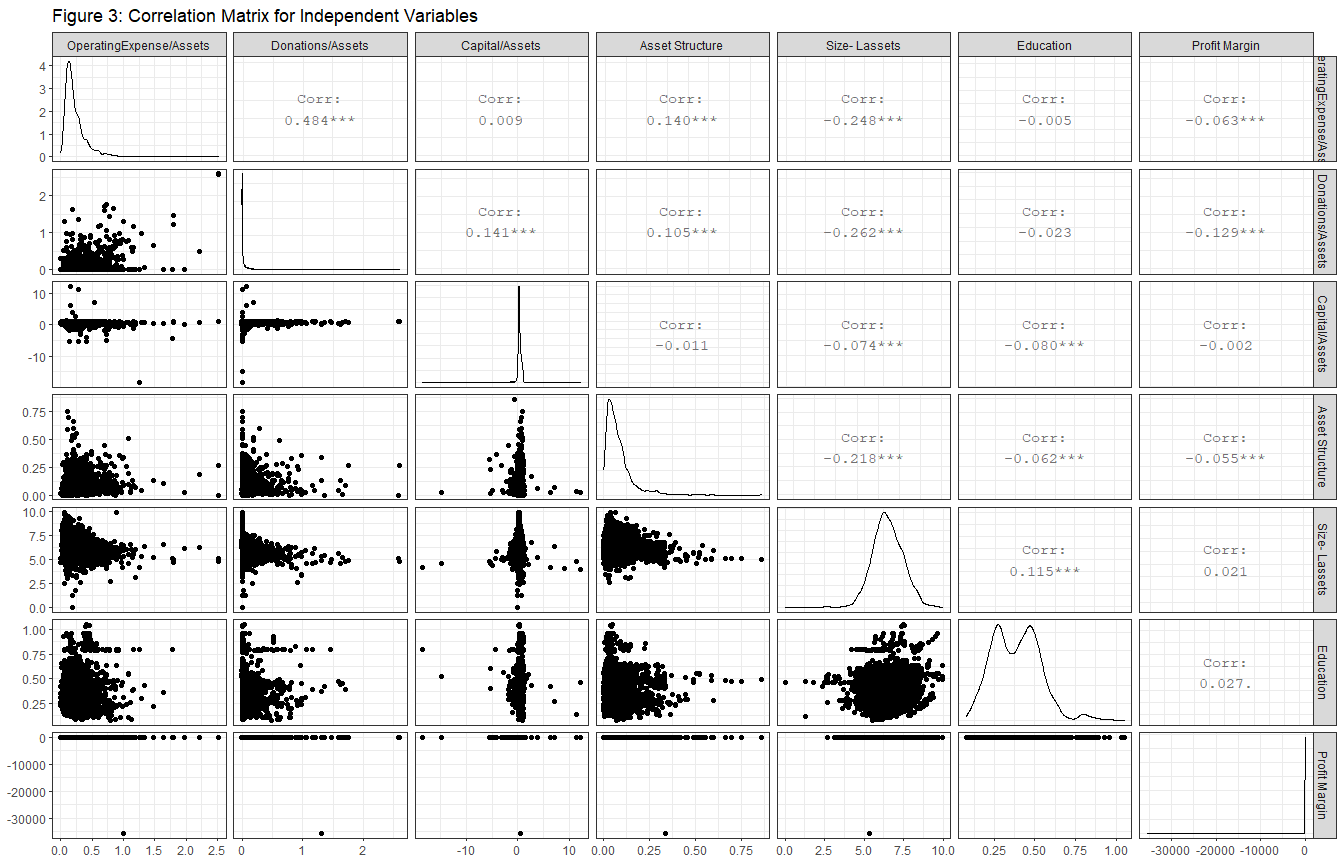 Figure 3: Correlation Matrix for Independent Variables
OperatingExpense/Assets Donations/Assets Capital/Assets Asset Structure Size- Lassets Education Profit Margin
4
3
2
1
0
Corr:
0.484***
Corr:
0.009
Corr:
0.140***
Corr:
-0.248***
Corr:
-0.005
Corr:
-0.063***
eratingExpense/Ass
2
1
0
Corr:
0.141***
Corr:
0.105***
Corr:
-0.262***
Corr:
-0.023
Corr:
-0.129***
Donations/Assets
10
0
-10
Corr:
-0.011
Corr:
-0.074***
Corr:
-0.080***
Corr:
-0.002
Capital/Assets
0.75
0.50
0.25
0.00
Corr:
-0.218***
Corr:
-0.062***
Corr:
-0.055***
Asset Structure
10.0
7.5
5.0
2.5
0.0
Corr:
0.115***
Corr:
0.021
Size- Lassets
1.00
0.75
0.50
0.25
Corr:
0.027.
Education
0
-10000
-20000
-30000
Profit Margin
0.0 0.5 1.0 1.5 2.0 2.5 0 2 -10 0 10 0.00 0.25 0.50 0.75 0.0 2.5 5.0 7.5 10.0 0.25 0.50 0.75 1.00 -30000 -20000 -10000 0